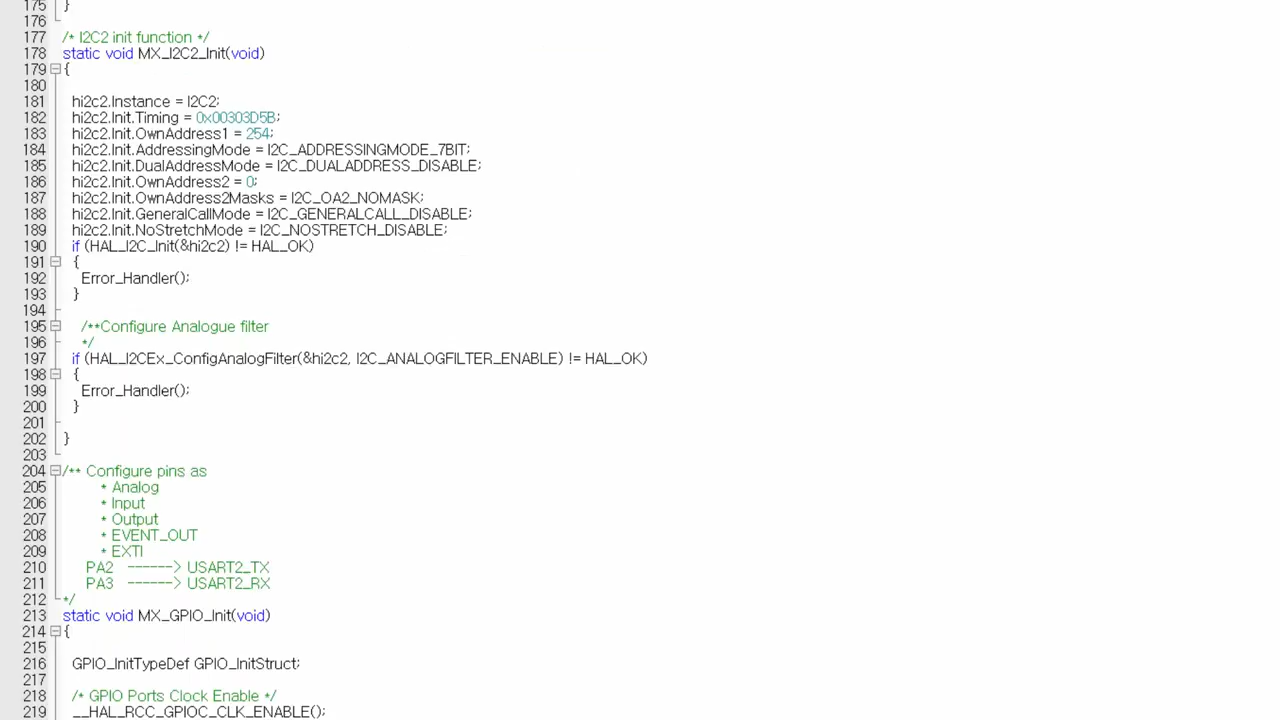 175 }
176
177 /* I2C2 init function */
178 static void MX_I2C2_Init(void)
179 {
180
181 hi2c2.Instance = I2C2;
182 hi2c2.Init.Timing = 0x00303D5B;
183 hi2c2.Init.OwnAddress1 = 254;
184 hi2c2.Init.AddressingMode = I2C_ADDRESSINGMODE_7BIT;
185 hi2c2.Init.DualAddressMode = I2C_DUALADDRESS_DISABLE;
186 hi2c2.Init.OwnAddress2 = 0;
187 hi2c2.Init.OwnAddress2Masks = I2C_OA2_NOMASK;
188 hi2c2.Init.GeneralCallMode = I2C_GENERALCALL_DISABLE;
189 hi2c2.Init.NoStretchMode = I2C_NOSTRETCH_DISABLE;
190 if (HAL_I2C_Init(&hi2c2) != HAL_OK)
191 {
192 Error_Handler();
193 }
194
195 /**Configure Analogue filter
196 */
197 if (HAL_I2CEx_ConfigAnalogFilter(&hi2c2, I2C_ANALOGFILTER_ENABLE) != HAL_OK)
198 {
199 Error_Handler();
200 }
201
202 }
203
204 /** Configure pins as
205 * Analog
206 * Input
207 * Output
208 * EVENT_OUT
209 * EXTI
210 PA2 ------> USART2_TX
211 PA3 ------> USART2_RX
212 */
213 static void MX_GPIO_Init(void)
214 {
215
216 GPIO_InitTypeDef GPIO_InitStruct;
217
218 /* GPIO Ports Clock Enable */
219 __HAL_RCC_GPIOC_CLK_ENABLE();